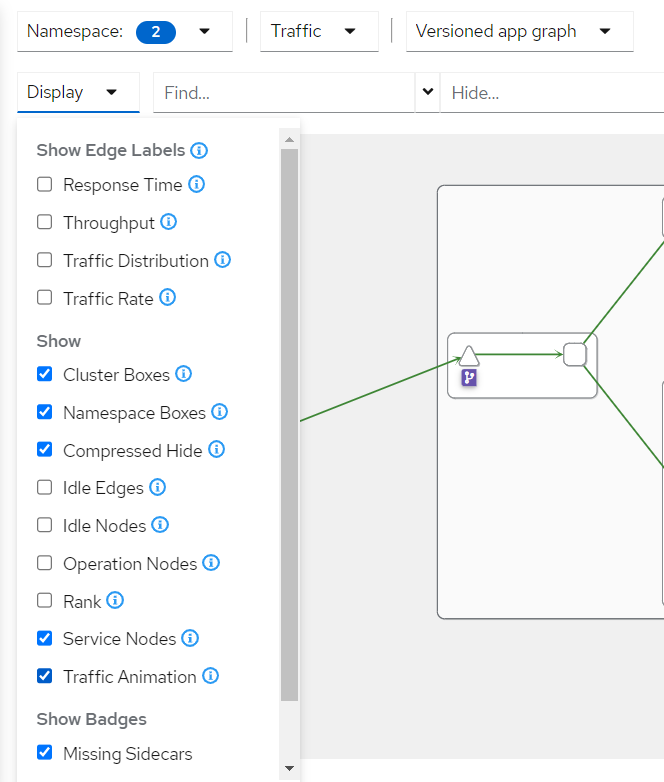 Namespace: 2 Traffic Versioned app graph
Display Find... Hide...
Show Edge Labels
Response Time
Throughput
Traffic Distribution
Traffic Rate
Show
Cluster Boxes
Namespace Boxes
Compressed Hide
Idle Edges
Idle Nodes
Operation Nodes
Rank
Service Nodes
Traffic Animation
Show Badges
Missing Sidecars